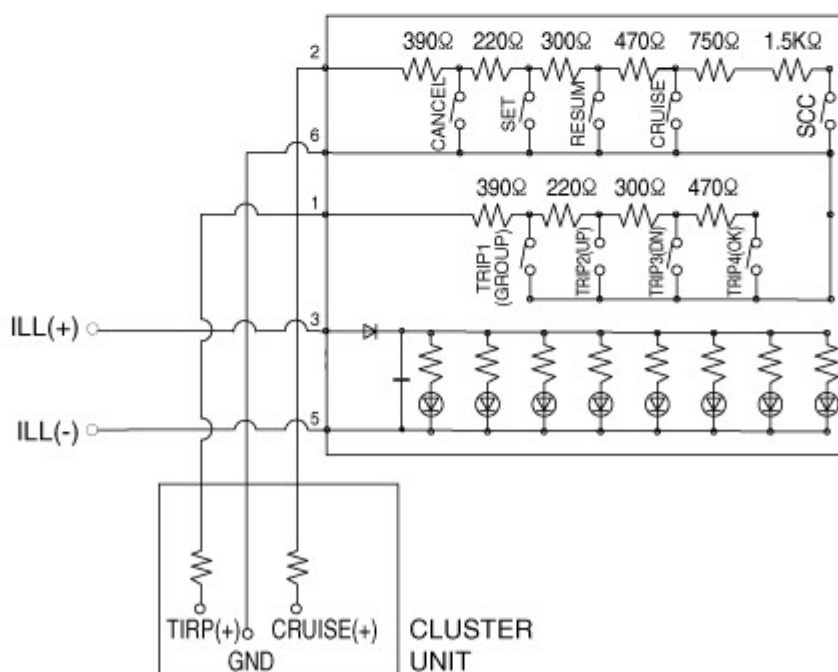 2
390Ω 220Ω 300Ω 470Ω 750Ω 1.5KΩ
CANCEL
SET
RESUM
CRUISE
SCC
6
1
390Ω 220Ω 300Ω 470Ω
TRIP1
(GROUP)
TRIP2(UP)
TRIP3(DN)
TRIP4(OK)
ILL(+)
3
ILL(-)
5
TIRP(+)
GND
CRUISE(+)
CLUSTER
UNIT